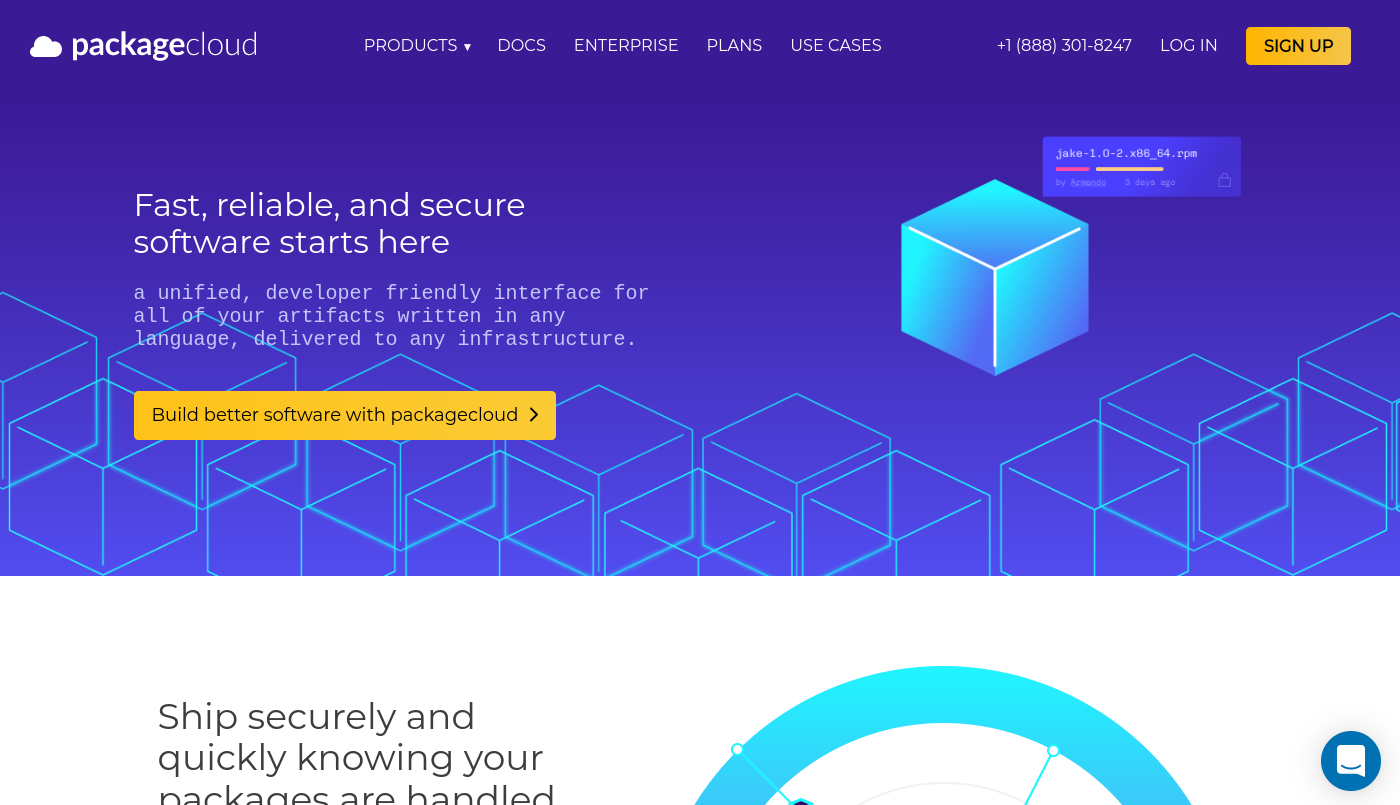 packagecloud
PRODUCTS ▼
DOCS
ENTERPRISE
PLANS
USE CASES
+1 (888) 301-8247
LOG IN
SIGN UP
jake-1.0-2.x86_64.rpm
by Armando 3 days ago
Fast, reliable, and secure
software starts here
a unified, developer friendly interface for
all of your artifacts written in any
language, delivered to any infrastructure.
Build better software with packagecloud
Ship securely and
quickly knowing your
packages are handled